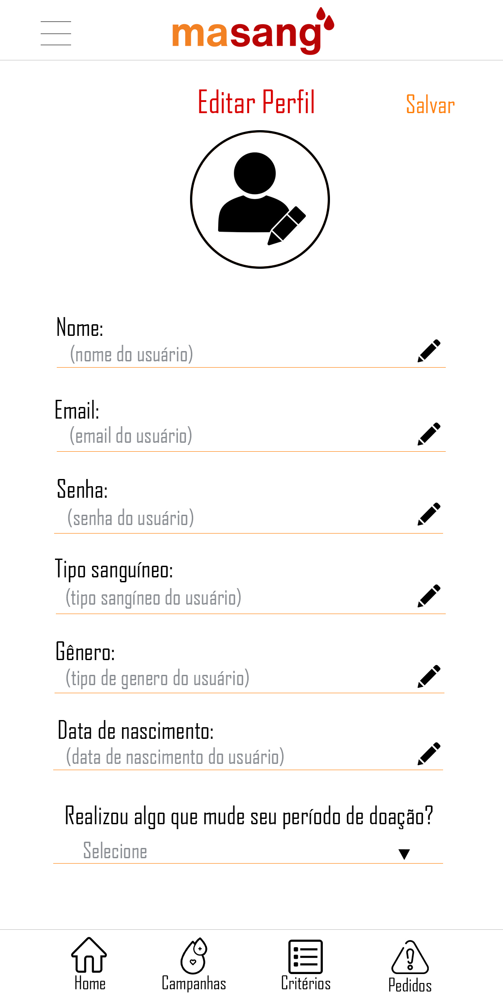 masang
Editar Perfil
Salvar
Nome:
(nome do usuário)
Email:
(email do usuário)
Senha:
(senha do usuário)
Tipo sanguíneo:
(tipo sangíneo do usuário)
Gênero:
(tipo de genero do usuário)
Data de nascimento:
(data de nascimento do usuário)
Realizou algo que mude seu período de doação?
Selecione
Home
Campanhas
Critérios
Pedidos